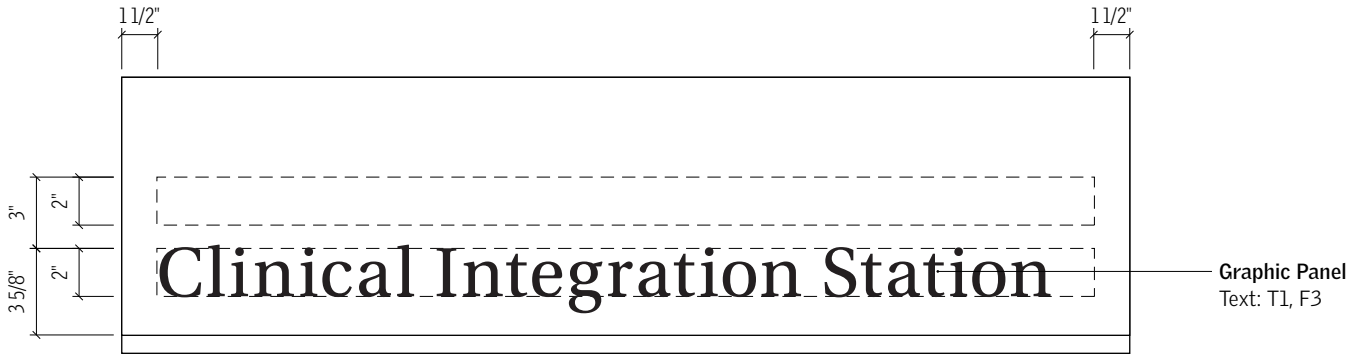 1 1/2"
1 1/2"
3"
2"
3 5/8"
2"
Clinical Integration Station
Graphic Panel
Text: T1, F3